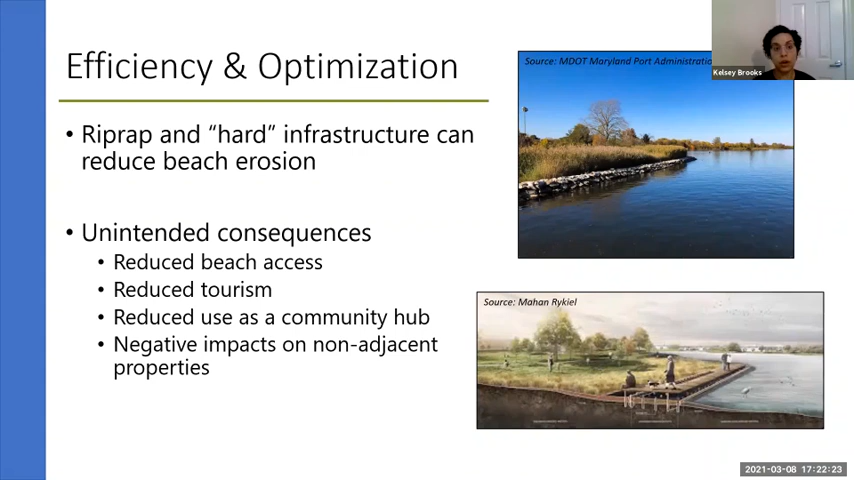 Efficiency & Optimization
• Riprap and “hard” infrastructure can
reduce beach erosion
• Unintended consequences
• Reduced beach access
• Reduced tourism
• Reduced use as a community hub
• Negative impacts on non-adjacent
properties
Source: MDOT Maryland Port Administratio
Kelsey Brooks
Source: Mahan Rykiel
2021-03-08 17:22:23